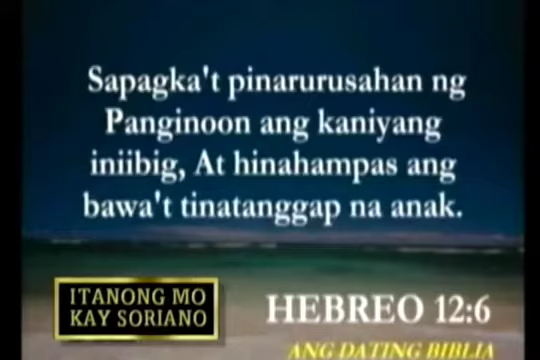 Sapagka't pinarurusahan ng
Panginoon ang kaniyang
iniibig, At hinahampas ang
bawa't tinatanggap na anak.
ITANONG MO
KAY SORIANO
HEBREO 12:6
ANG DATING BIBLIA